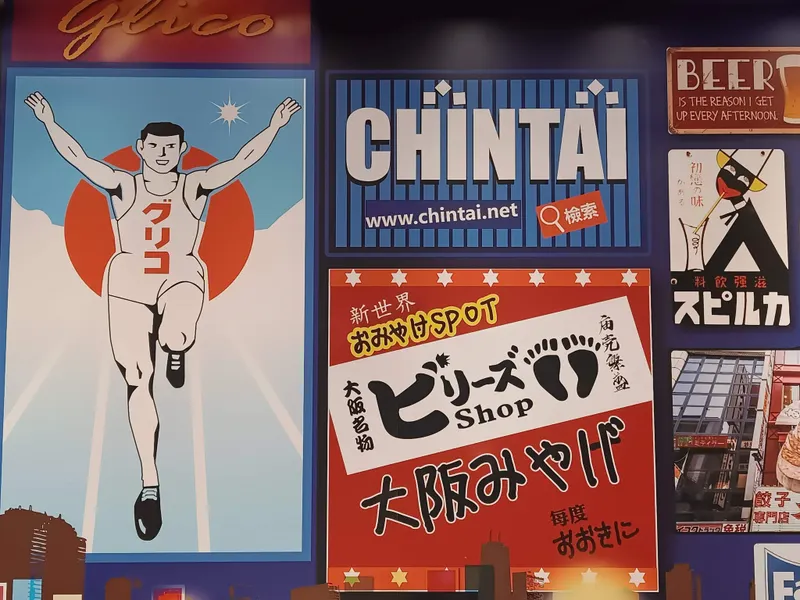 glico
グリコ
CHINTAI
www.chintai.net
檢索
新世界
おみやげSPOT
ビリーズ
Shop
大阪名物
大阪みやげ
毎度
おおきに
BEER
IS THE REASON I GET
UP EVERY AFTERNOON.
初恋の味
料飲强滋
スピルカ
餃子
専門店